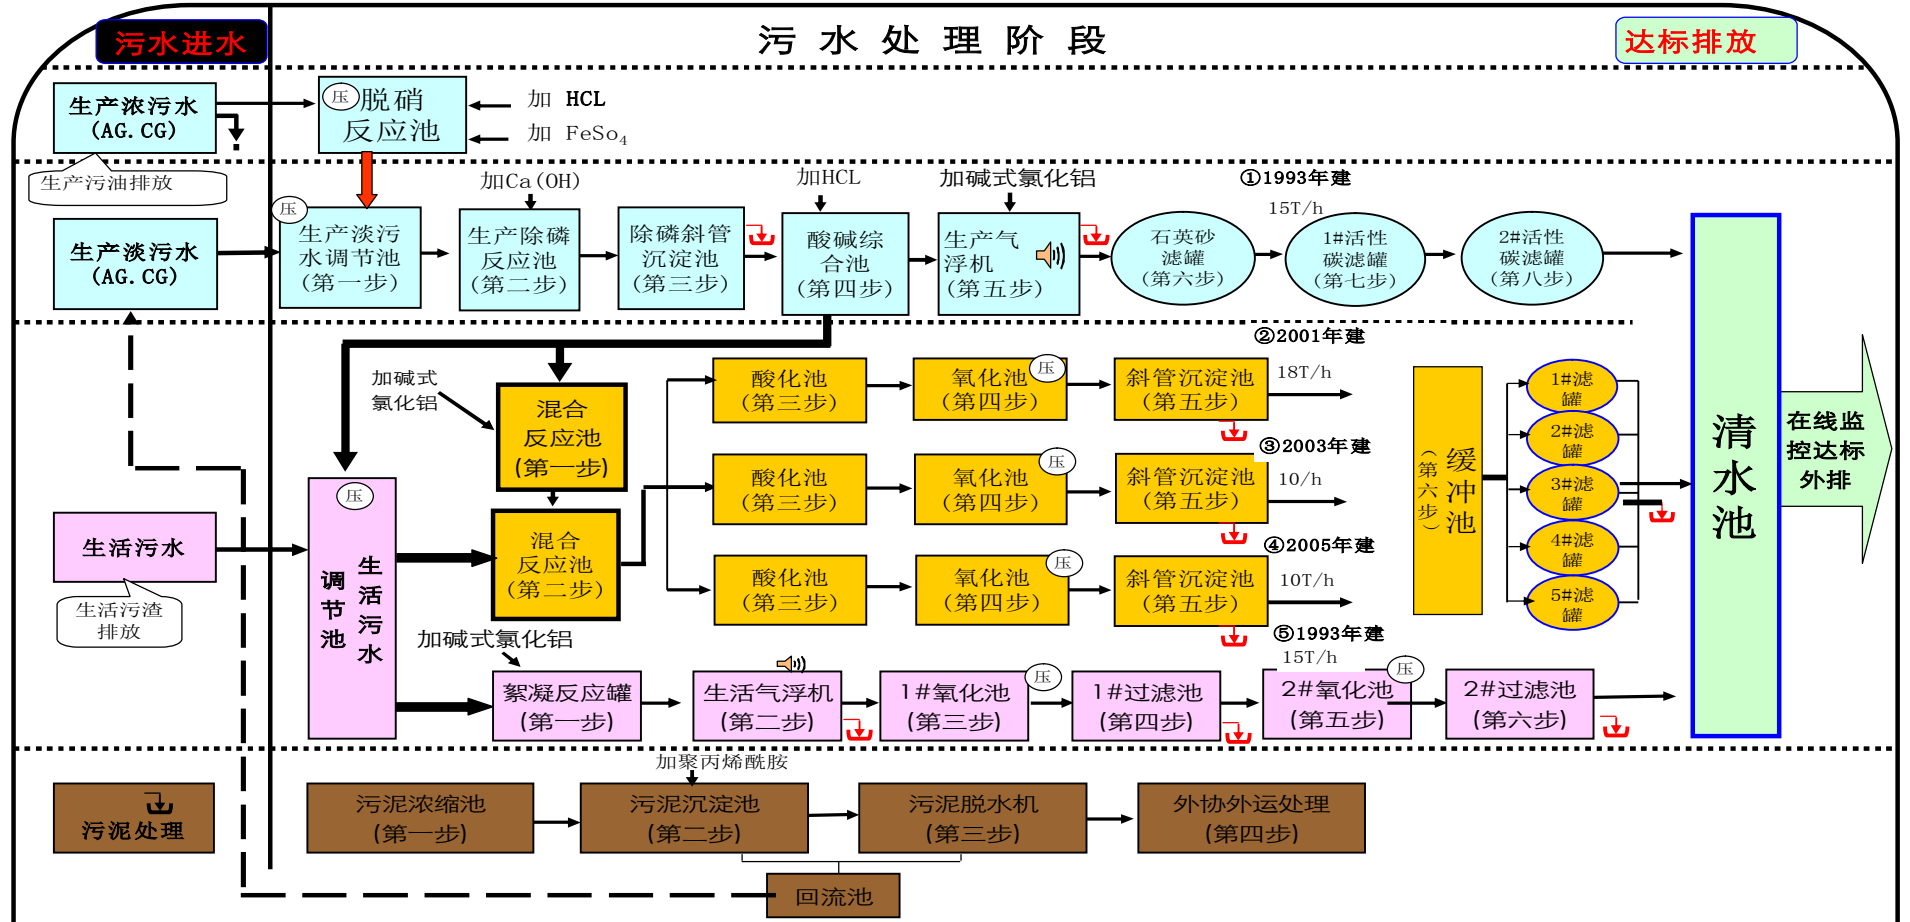 污水进水
污水处理阶段
达标排放
生产浓污水
(AG.CG)
压
脱硝
反应池
加 HCL
加 FeSo₄
生产污油排放
生产淡污水
(AG.CG)
压
生产淡污
水调节池
(第一步)
加Ca(OH)
生产除磷
反应池
(第二步)
除磷斜管
沉淀池
(第三步)
加HCL
酸碱综
合池
(第四步)
加碱式氯化铝
生产气
浮机
(第五步)
①1993年建
15T/h
石英砂
滤罐
(第六步)
1#活性
碳滤罐
(第七步)
2#活性
碳滤罐
(第八步)
②2001年建
18T/h
加碱式
氯化铝
混合
反应池
(第一步)
混合
反应池
(第二步)
酸化池
(第三步)
氧化池
(第四步)
压
斜管沉淀池
(第五步)
③2003年建
10/h
酸化池
(第三步)
氧化池
(第四步)
压
斜管沉淀池
(第五步)
④2005年建
10T/h
酸化池
(第三步)
氧化池
(第四步)
压
斜管沉淀池
(第五步)
缓冲池
(第六步)
1#滤
罐
2#滤
罐
3#滤
罐
4#滤
罐
5#滤
罐
清水池
在线监
控达标
外排
生活污水
生活污渣
排放
压
生活污水
调节池
加碱式氯化铝
絮凝反应罐
(第一步)
生活气浮机
(第二步)
1#氧化池
(第三步)
压
1#过滤池
(第四步)
⑤1993年建
15T/h
2#氧化池
(第五步)
压
2#过滤池
(第六步)
污泥处理
污泥浓缩池
(第一步)
加聚丙烯酰胺
污泥沉淀池
(第二步)
污泥脱水机
(第三步)
外协外运处理
(第四步)
回流池